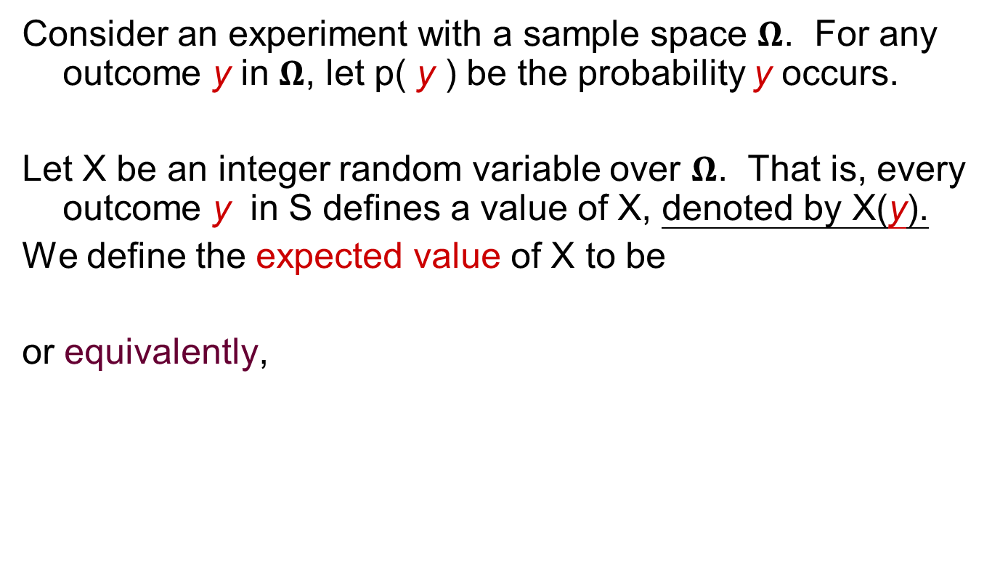 Consider an experiment with a sample space Ω. For any
outcome y in Ω, let p( y ) be the probability y occurs.
Let X be an integer random variable over Ω. That is, every
outcome y in S defines a value of X, denoted by X(y).
We define the expected value of X to be
or equivalently,